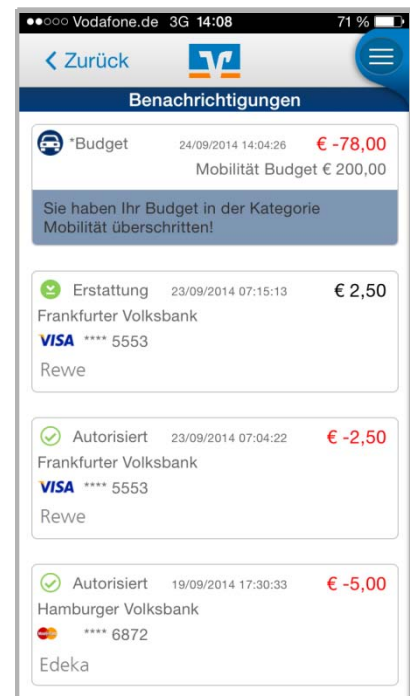 Vodafone.de 3G 14:08 71 %
Zurück
Benachrichtigungen
*Budget 24/09/2014 14:04:26 € -78,00
Mobilität Budget € 200,00
Sie haben Ihr Budget in der Kategorie
Mobilität überschritten!
Erstattung 23/09/2014 07:15:13 € 2,50
Frankfurter Volksbank
VISA **** 5553
Rewe
Autorisiert 23/09/2014 07:04:22 € -2,50
Frankfurter Volksbank
VISA **** 5553
Rewe
Autorisiert 19/09/2014 17:30:33 € -5,00
Hamburger Volksbank
**** 6872
Edeka